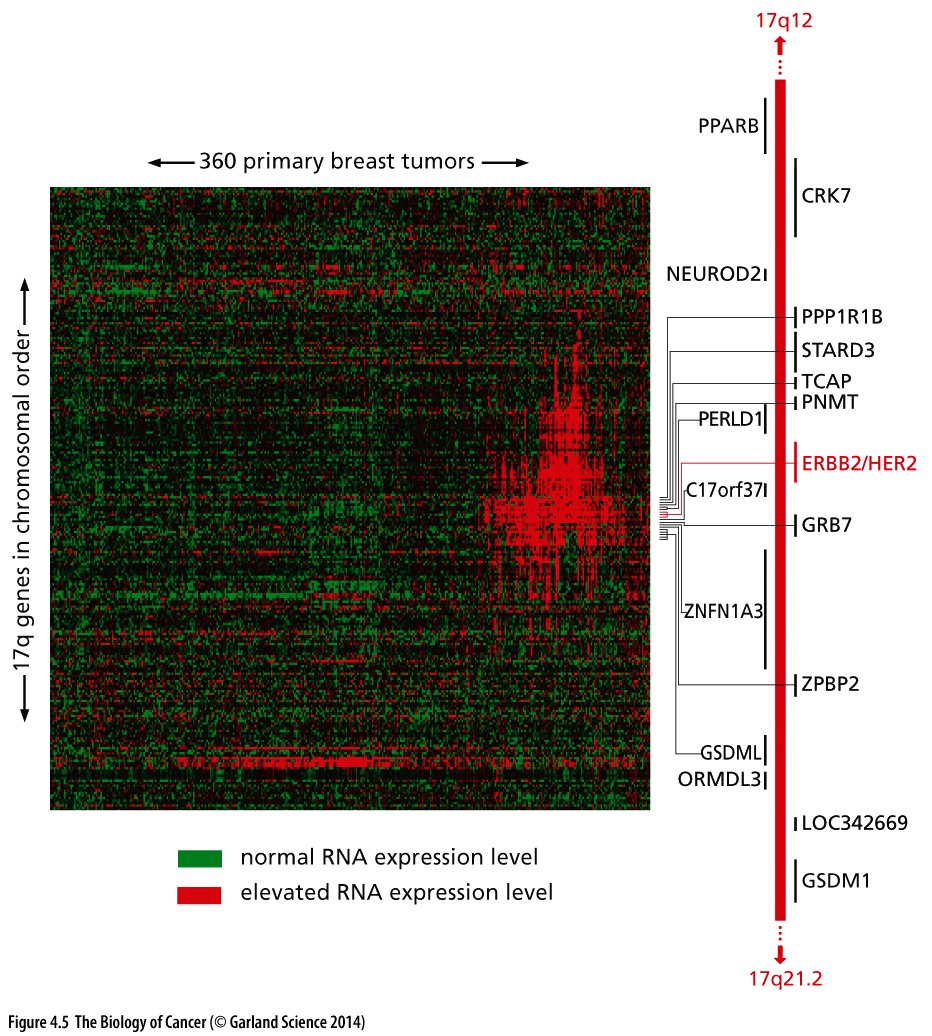 17q12
PPARB
360 primary breast tumors
CRK7
NEUROD2
PPP1R1B
STARD3
TCAP
PNMT
PERLD1
ERBB2/HER2
C17orf37
GRB7
17q genes in chromosomal order
ZNFN1A3
ZPBP2
GSDML
ORMDL3
LOC342669
normal RNA expression level
elevated RNA expression level
GSDM1
17q21.2
Figure 4.5 The Biology of Cancer (© Garland Science 2014)